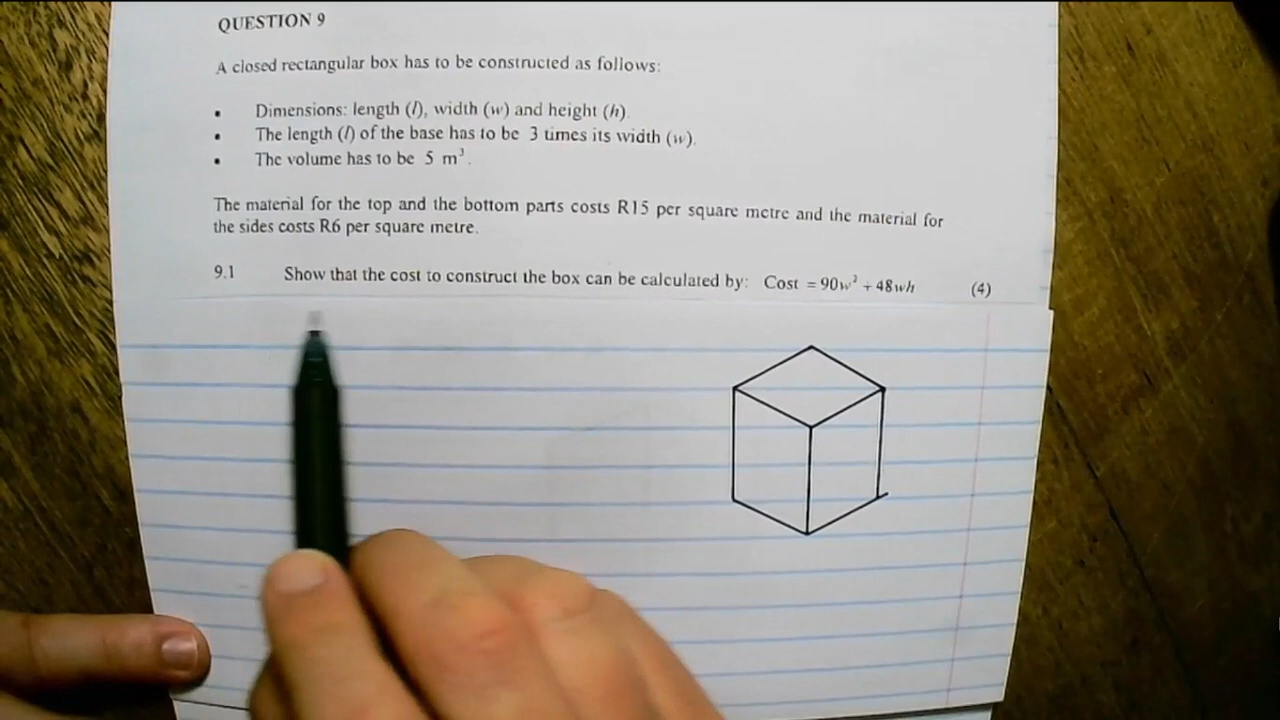 QUESTION 9
A closed rectangular box has to be constructed as follows:
• Dimensions: length (l), width (w) and height (h).
• The length (l) of the base has to be 3 times its width (w).
• The volume has to be 5 m³.
The material for the top and the bottom parts costs R15 per square metre and the material for
the sides costs R6 per square metre.
9.1 Show that the cost to construct the box can be calculated by: Cost = 90w² + 48wh (4)